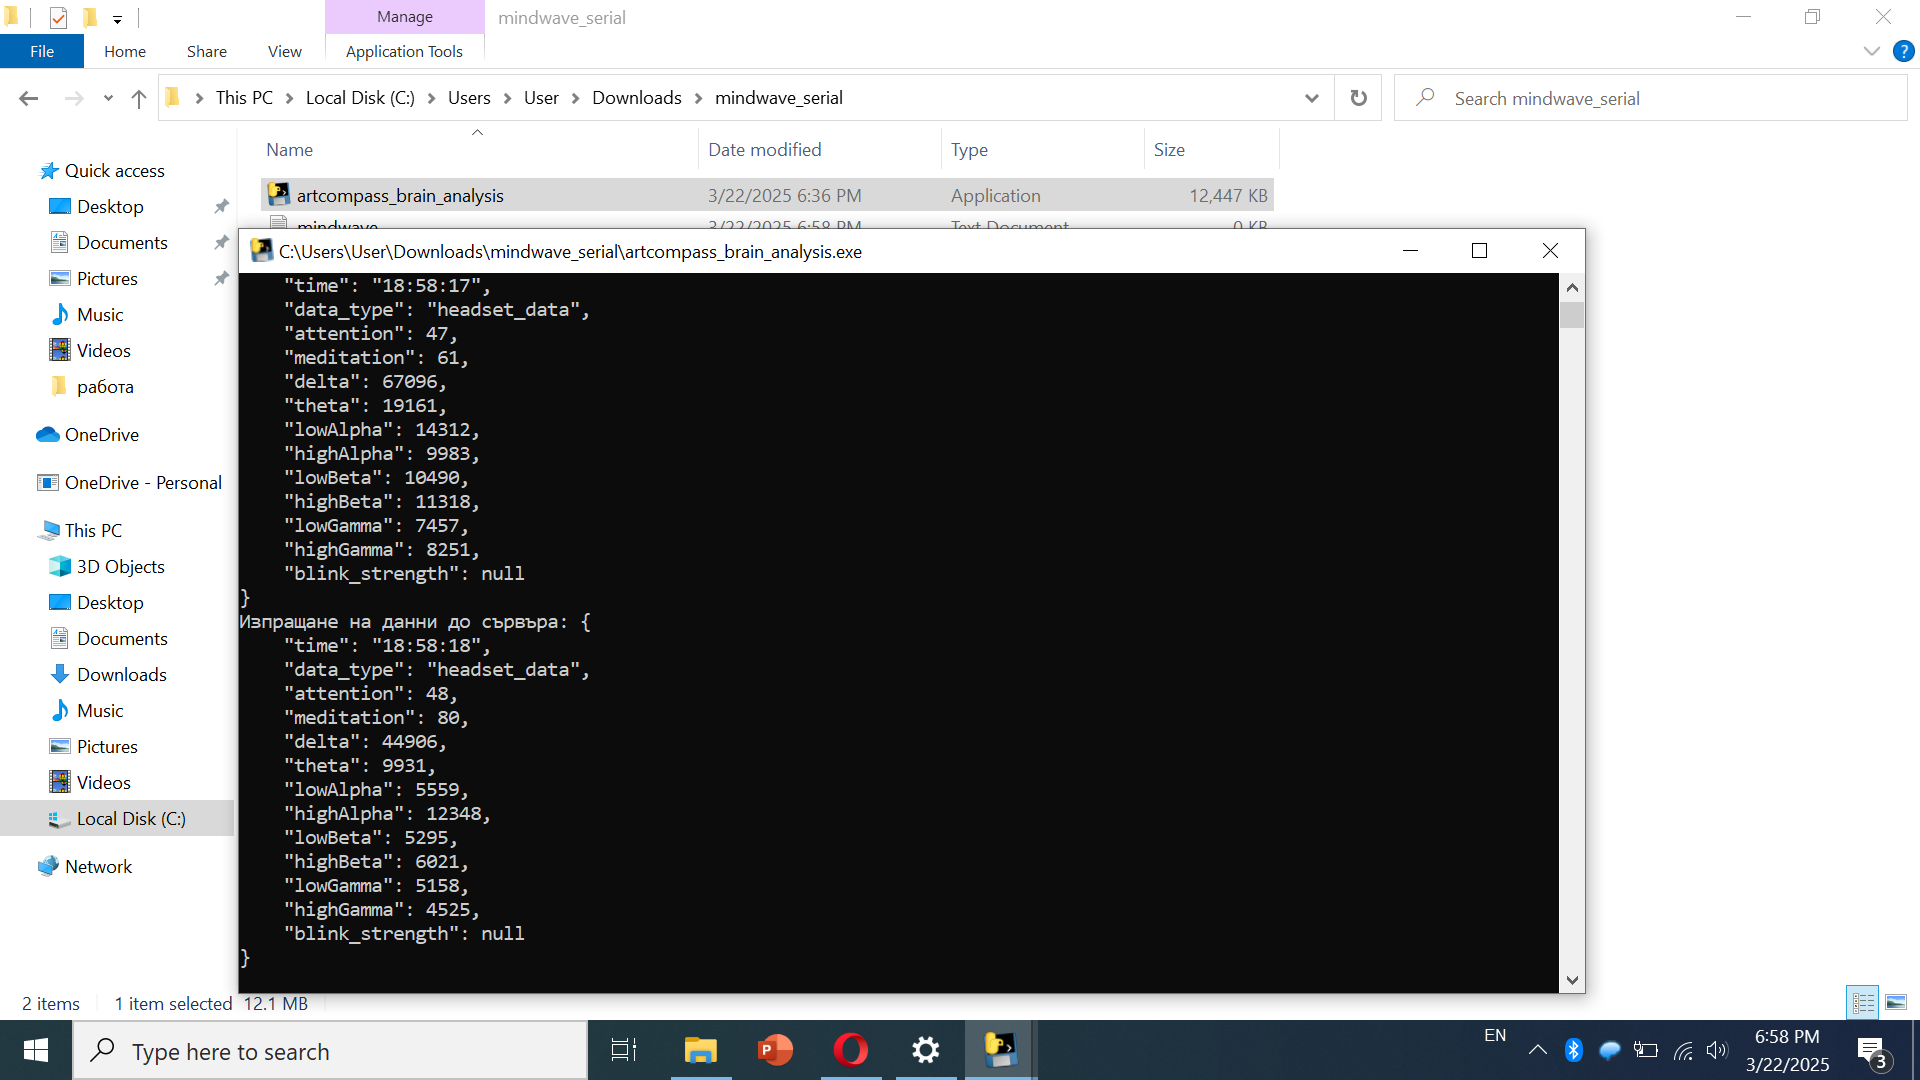 Manage
mindwave_serial
File
Home
Share
View
Application Tools
This PC
Local Disk (C:)
Users
User
Downloads
mindwave_serial
Search mindwave_serial
Name
Date modified
Type
Size
artcompass_brain_analysis
3/22/2025 6:36 PM
Application
12,447 KB
mindwave
3/22/2025 6:58 PM
Text Document
0 KB
Quick access
Desktop
Documents
Pictures
Music
Videos
работа
OneDrive
OneDrive - Personal
This PC
3D Objects
Desktop
Documents
Downloads
Music
Pictures
Videos
Local Disk (C:)
Network
C:\Users\User\Downloads\mindwave_serial\artcompass_brain_analysis.exe
"time": "18:58:17",
"data_type": "headset_data",
"attention": 47,
"meditation": 61,
"delta": 67096,
"theta": 19161,
"lowAlpha": 14312,
"highAlpha": 9983,
"lowBeta": 10490,
"highBeta": 11318,
"lowGamma": 7457,
"highGamma": 8251,
"blink_strength": null
}
Изпращане на данни до сървъра: {
"time": "18:58:18",
"data_type": "headset_data",
"attention": 48,
"meditation": 80,
"delta": 44906,
"theta": 9931,
"lowAlpha": 5559,
"highAlpha": 12348,
"lowBeta": 5295,
"highBeta": 6021,
"lowGamma": 5158,
"highGamma": 4525,
"blink_strength": null
}
2 items
1 item selected 12.1 MB
Type here to search
EN
6:58 PM
3/22/2025
3